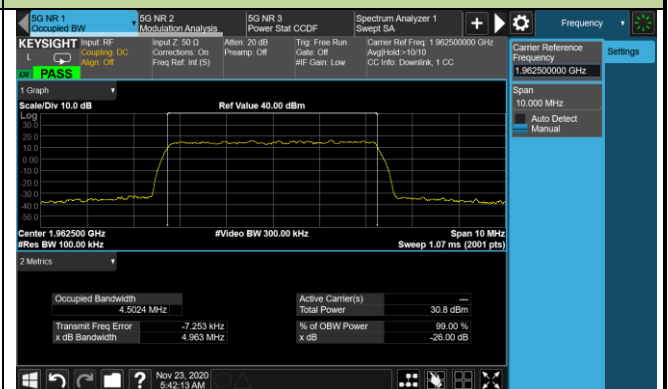 5G NR 1
Occupied BW
5G NR 2
Modulation Analysis
5G NR 3
Power Stat CCDF
Spectrum Analyzer 1
Swept SA
Frequency
KEYSIGHT
L
Input: RF
Coupling: DC
Align: Off
Input Z: 50 Ω
Corrections: On
Freq Ref: Int (S)
Atten: 20 dB
Preamp: Off
Trig: Free Run
Gate: Off
#IF Gain: Low
Carrier Ref Freq: 1.962500000 GHz
Avg|Hold:>10/10
CC Info: Downlink, 1 CC
LM PASS
Carrier Reference
Frequency
1.962500000 GHz
Settings
Span
10.000 MHz
Auto Detect
Manual
1 Graph
Scale/Div 10.0 dB
Ref Value 40.00 dBm
Log
30.0
20.0
10.0
0.00
-10.0
-20.0
-30.0
-40.0
-50.0
Center 1.962500 GHz
#Video BW 300.00 kHz
Span 10 MHz
#Res BW 100.00 kHz
Sweep 1.07 ms (2001 pts)
2 Metrics
Occupied Bandwidth
4.5024 MHz
Active Carrier(s) ---
Total Power 30.8 dBm
Transmit Freq Error -7.253 kHz
% of OBW Power 99.00 %
x dB Bandwidth 4.963 MHz
x dB -26.00 dB
?
Nov 23, 2020
5:42:13 AM